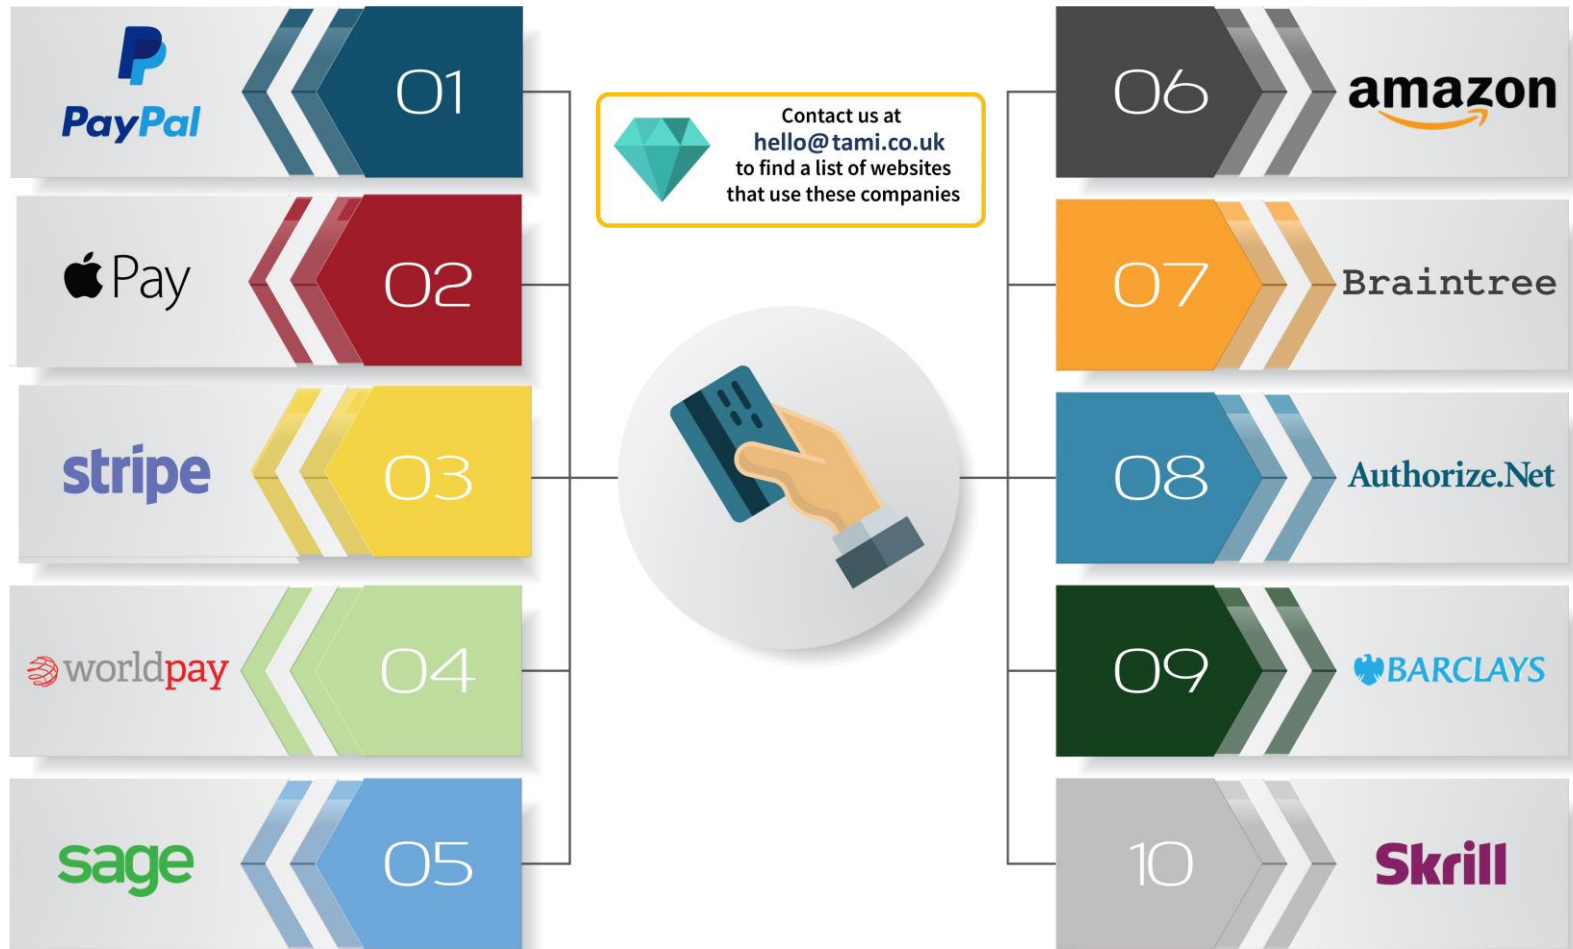 PayPal
01
Pay
02
stripe
03
worldpay
04
sage
05
Contact us at
hello@tami.co.uk
to find a list of websites
that use these companies
06
amazon
07
Braintree
08
Authorize.Net
09
BARCLAYS
10
Skrill